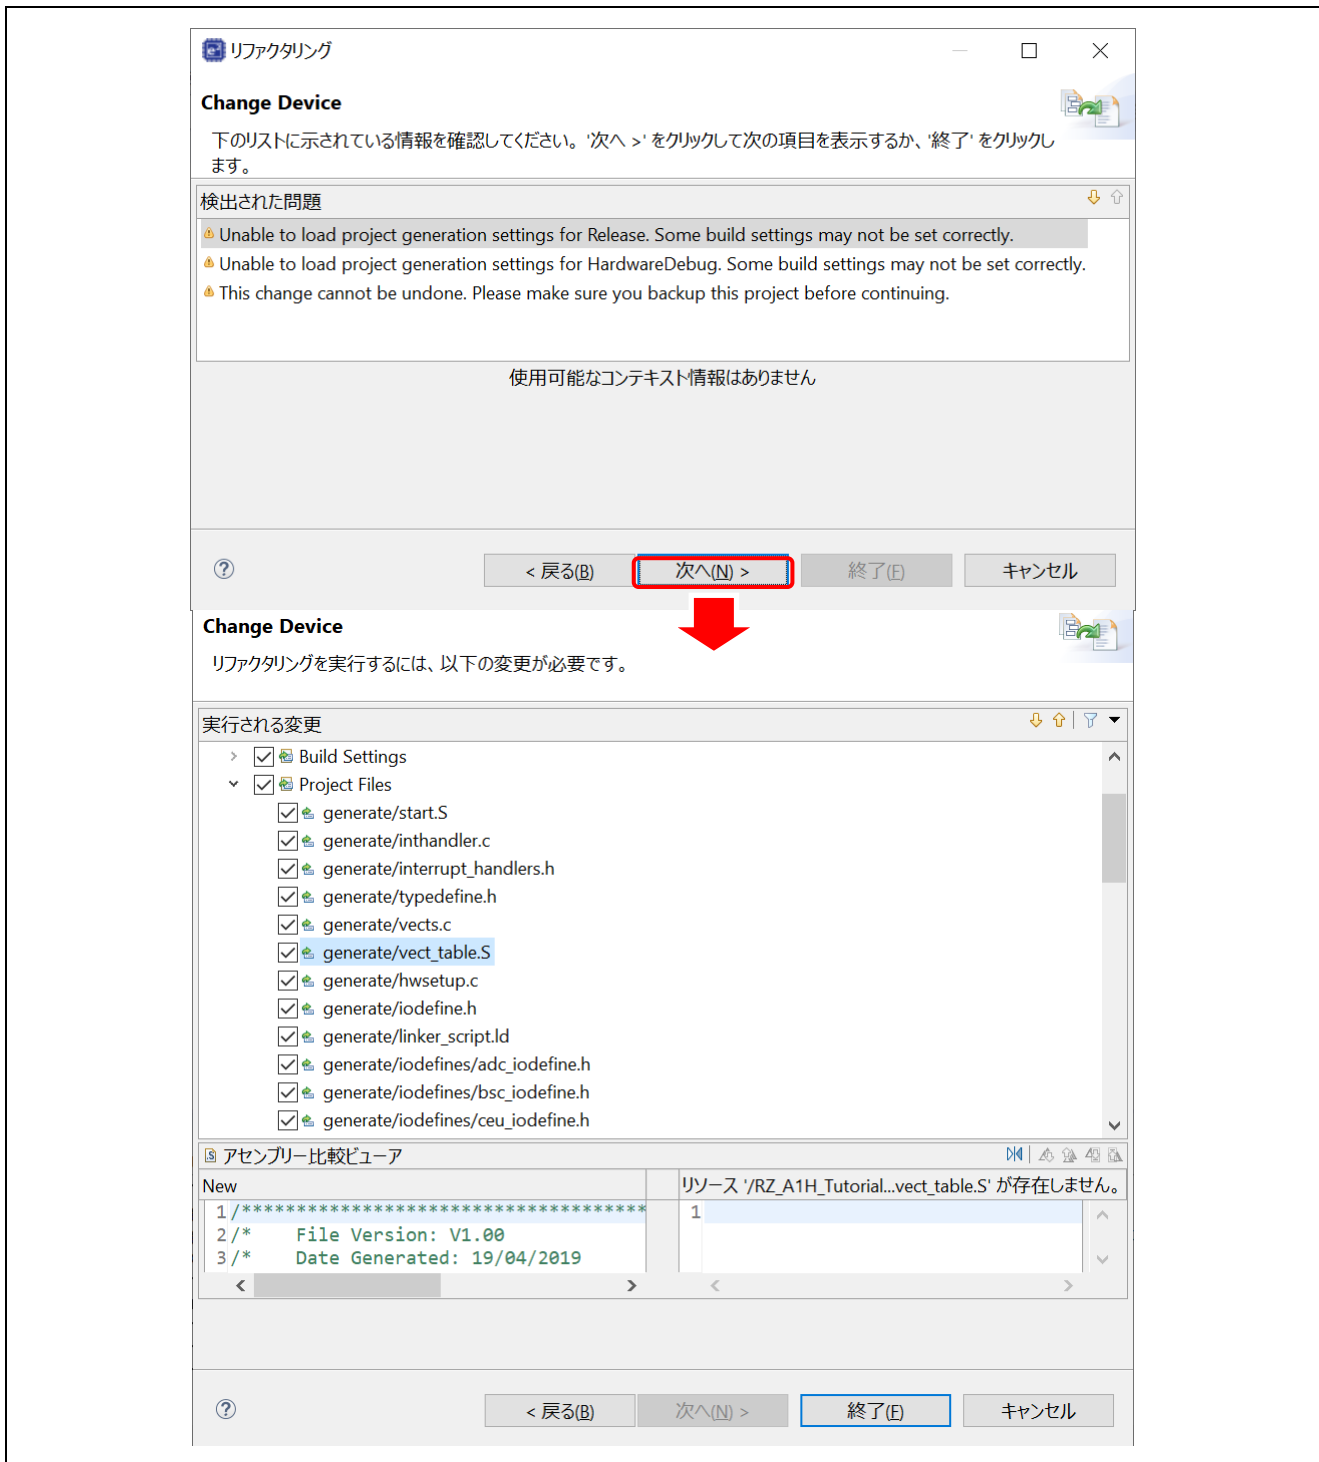 リファクタリング
Change Device
下のリストに示されている情報を確認してください。'次へ >' をクリックして次の項目を表示するか、'終了' をクリックし
ます。
検出された問題
Unable to load project generation settings for Release. Some build settings may not be set correctly.
Unable to load project generation settings for HardwareDebug. Some build settings may not be set correctly.
This change cannot be undone. Please make sure you backup this project before continuing.
使用可能なコンテキスト情報はありません
< 戻る(B) 次へ(N) > 終了(F) キャンセル
Change Device
リファクタリングを実行するには、以下の変更が必要です。
実行される変更
Build Settings
Project Files
generate/start.S
generate/inthandler.c
generate/interrupt_handlers.h
generate/typedefine.h
generate/vects.c
generate/vect_table.S
generate/hwsetup.c
generate/iodefine.h
generate/linker_script.ld
generate/iodefines/adc_iodefine.h
generate/iodefines/bsc_iodefine.h
generate/iodefines/ceu_iodefine.h
アセンブリー比較ビューア
New リソース '/RZ_A1H_Tutorial...vect_table.S' が存在しません。
1 /************************************* 1
2 /* File Version: V1.00
3 /* Date Generated: 19/04/2019
< 戻る(B) 次へ(N) > 終了(F) キャンセル